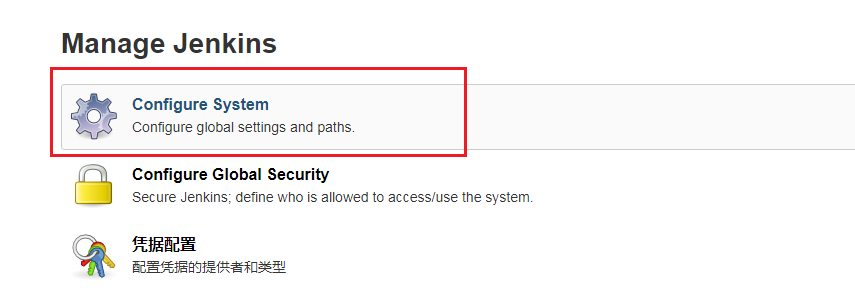 Manage Jenkins
Configure System
Configure global settings and paths.
Configure Global Security
Secure Jenkins; define who is allowed to access/use the system.
凭据配置
配置凭据的提供者和类型